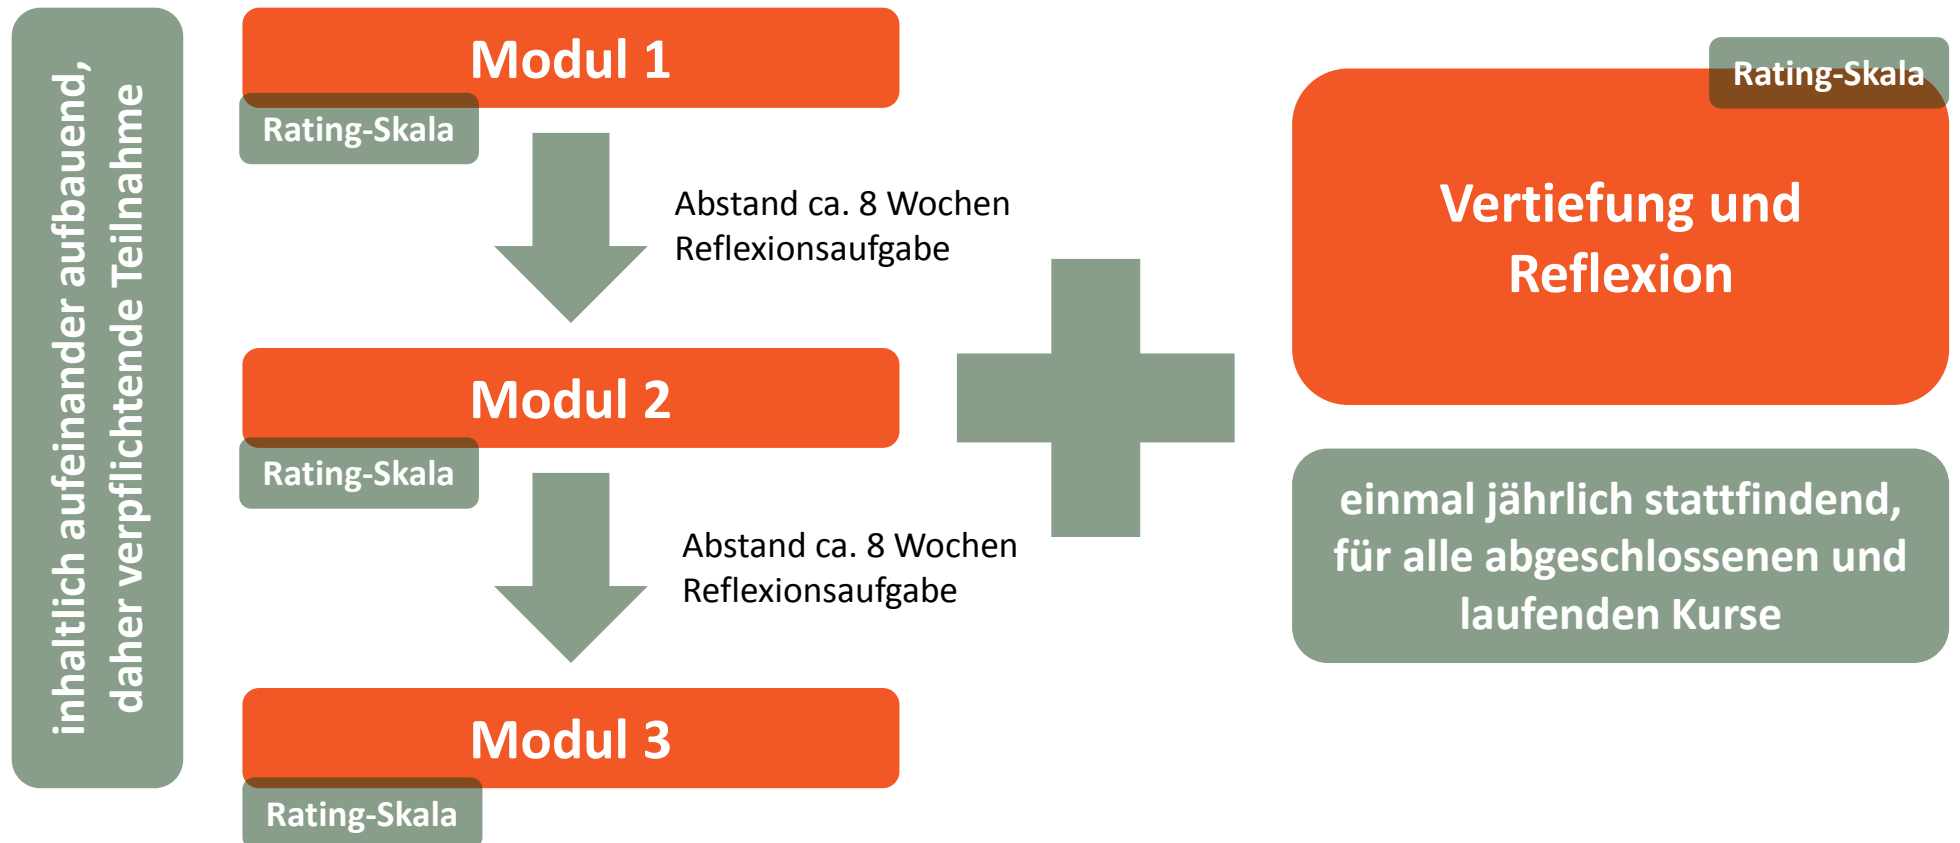 inhaltlich aufeinander aufbauend,
daher verpflichtende Teilnahme
Modul 1
Rating-Skala
Abstand ca. 8 Wochen
Reflexionsaufgabe
Modul 2
Rating-Skala
Abstand ca. 8 Wochen
Reflexionsaufgabe
Modul 3
Rating-Skala
Rating-Skala
Vertiefung und
Reflexion
einmal jährlich stattfindend,
für alle abgeschlossenen und
laufenden Kurse